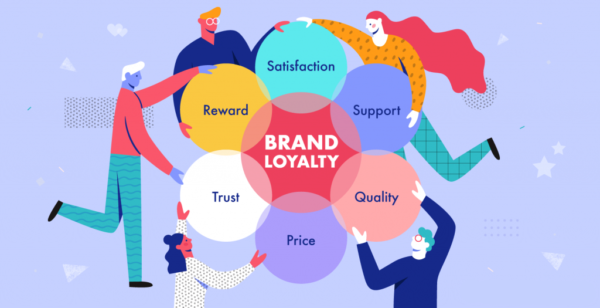 Satisfaction
Reward
Support
BRAND
LOYALTY
Trust
Quality
Price